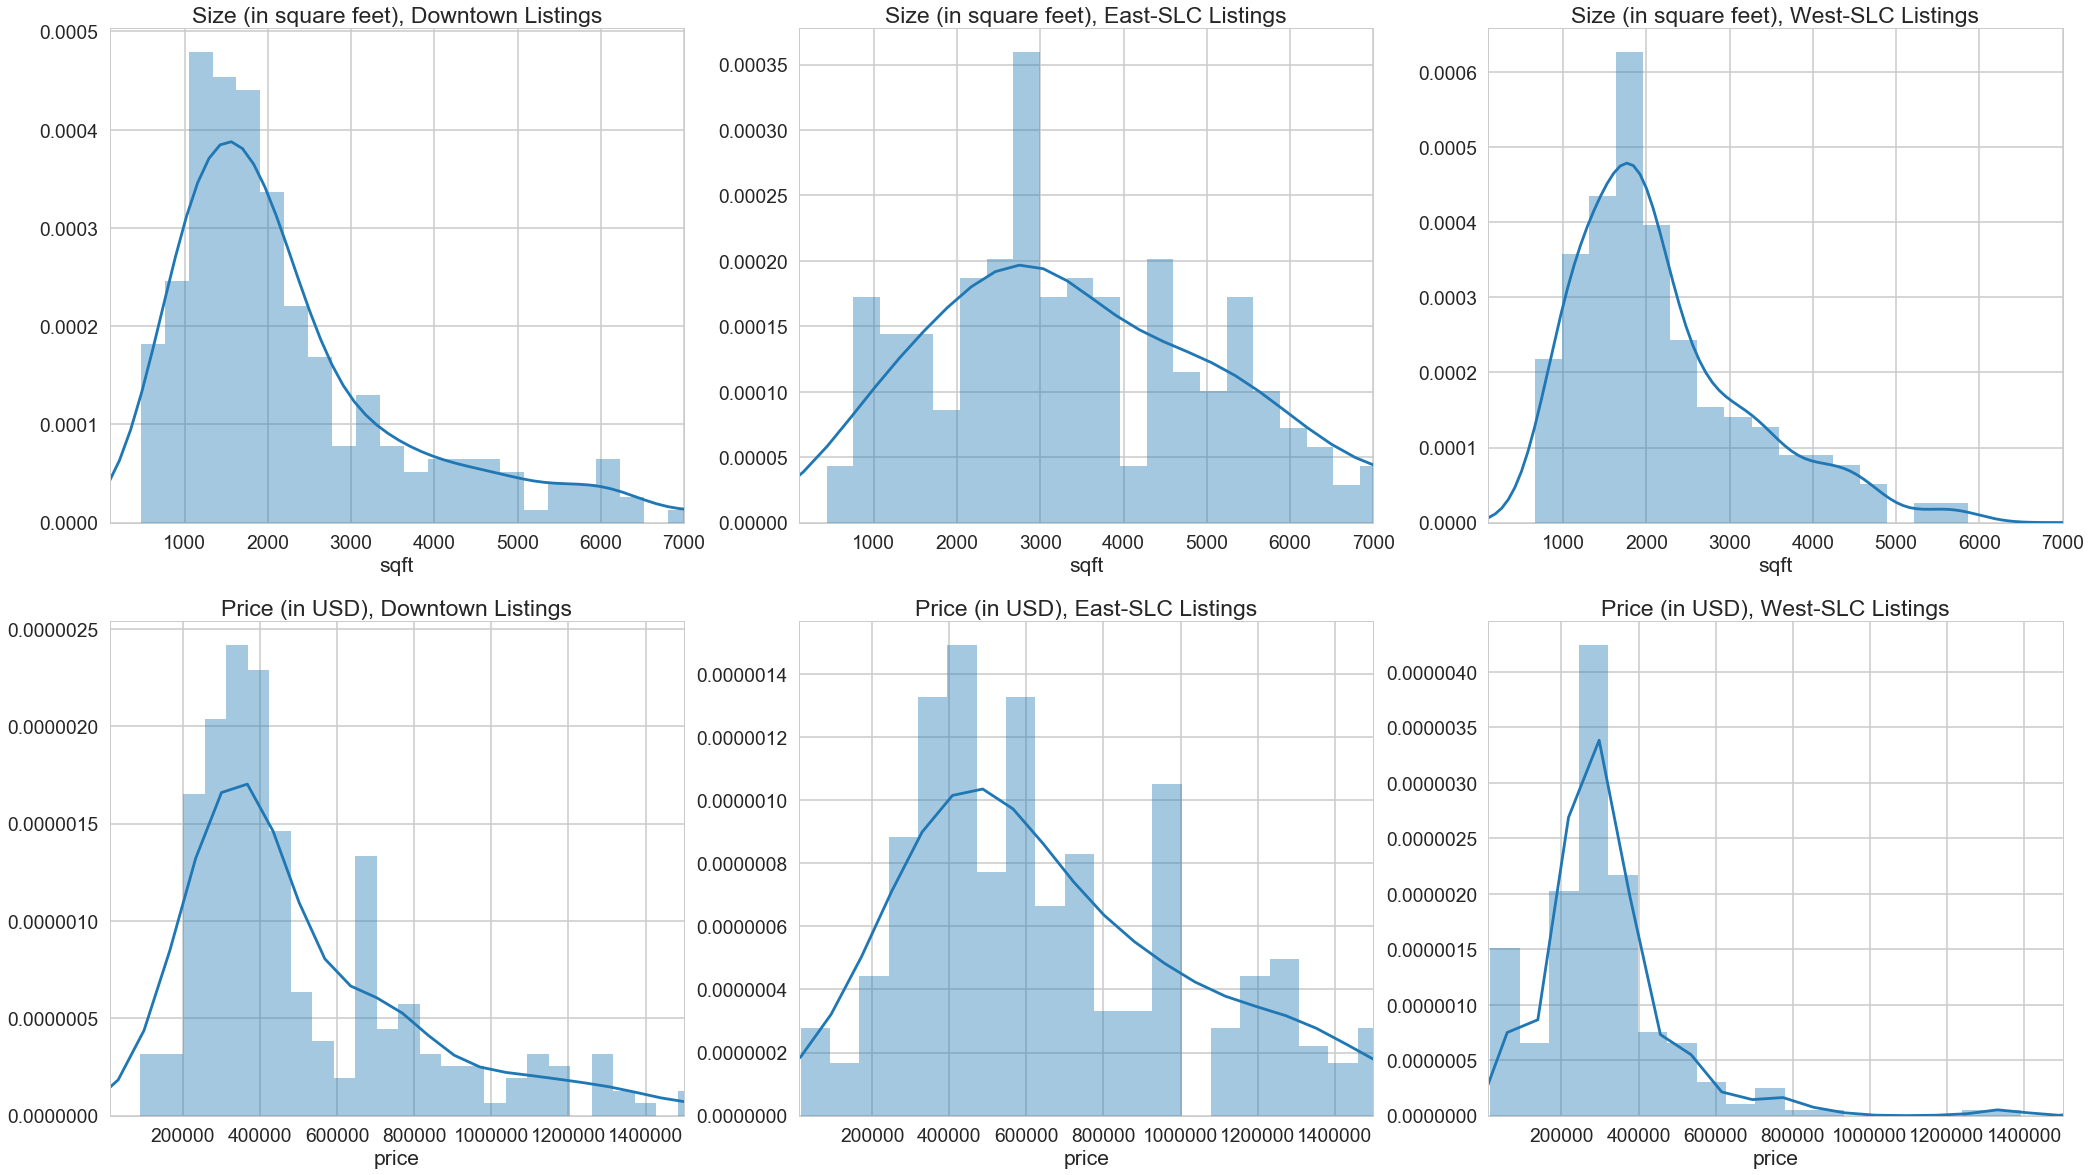 Size (in square feet), Downtown Listings
0.0005
0.0004
0.0003
0.0002
0.0001
0.0000
1000 2000 3000 4000 5000 6000 7000
sqft
Size (in square feet), East-SLC Listings
0.00035
0.00030
0.00025
0.00020
0.00015
0.00010
0.00005
0.00000
1000 2000 3000 4000 5000 6000 7000
sqft
Size (in square feet), West-SLC Listings
0.0006
0.0005
0.0004
0.0003
0.0002
0.0001
0.0000
1000 2000 3000 4000 5000 6000 7000
sqft
Price (in USD), Downtown Listings
0.0000025
0.0000020
0.0000015
0.0000010
0.0000005
0.0000000
200000 400000 600000 800000 1000000 1200000 1400000
price
Price (in USD), East-SLC Listings
0.0000014
0.0000012
0.0000010
0.0000008
0.0000006
0.0000004
0.0000002
0.0000000
200000 400000 600000 800000 1000000 1200000 1400000
price
Price (in USD), West-SLC Listings
0.0000040
0.0000035
0.0000030
0.0000025
0.0000020
0.0000015
0.0000010
0.0000005
0.0000000
200000 400000 600000 800000 1000000 1200000 1400000
price